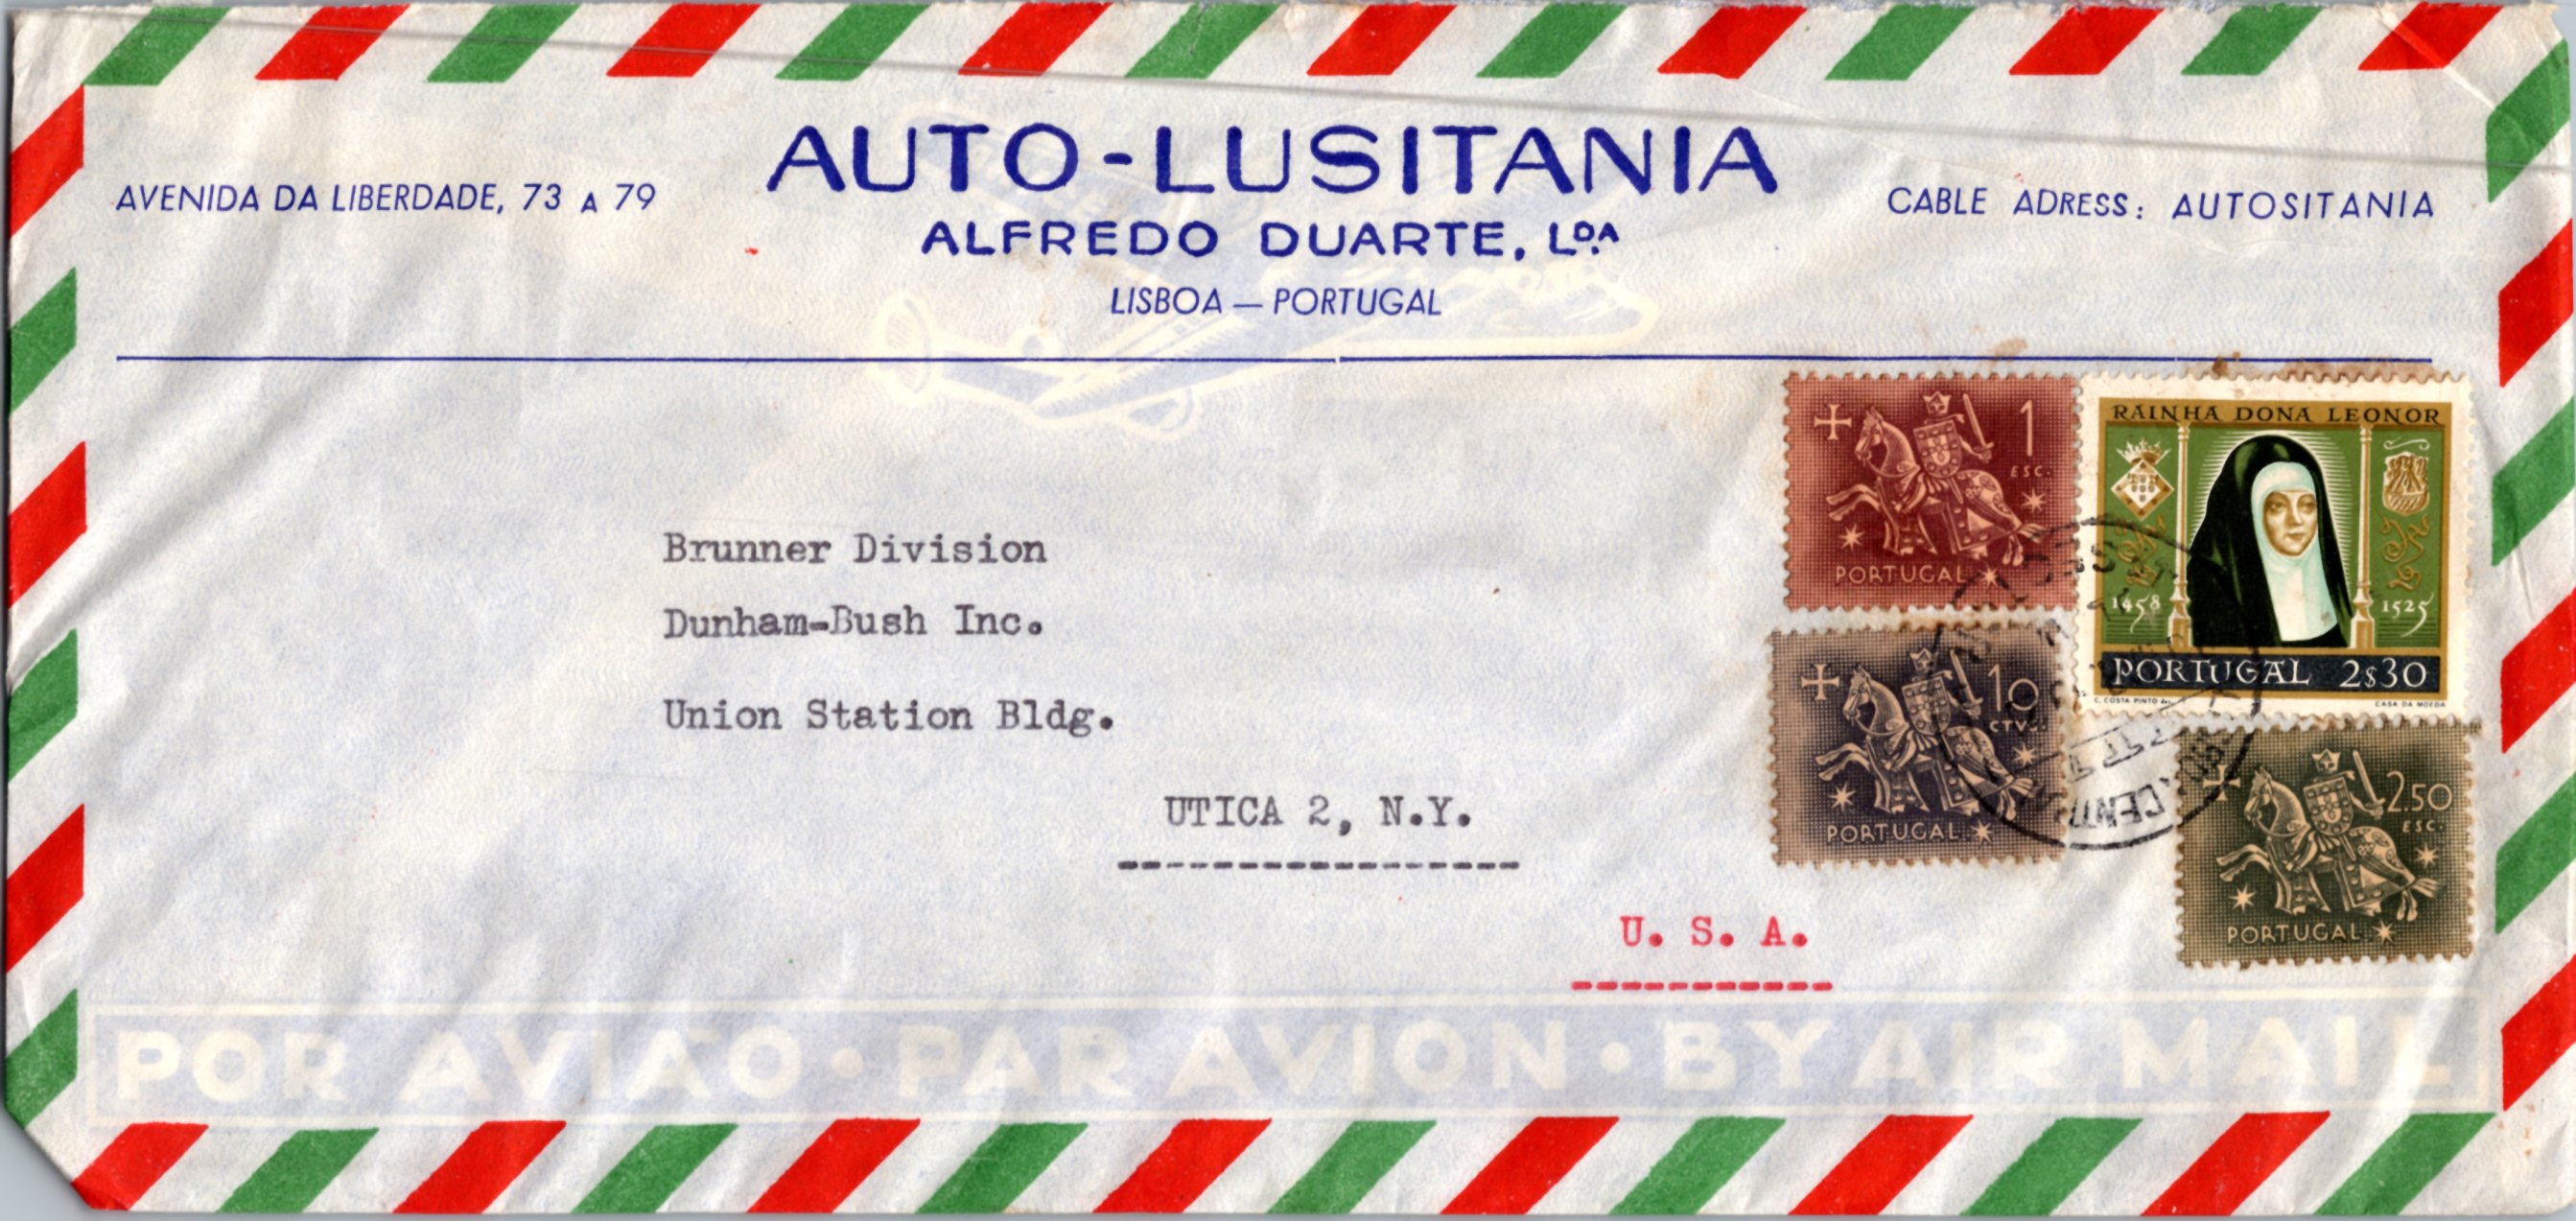 AUTO-LUSITANIA
AVENIDA DA LIBERDADE, 73 A 79
CABLE ADRESS: AUTOSITANIA
ALFREDO DUARTE, LDA
LISBOA — PORTUGAL
1
ESC.
PORTUGAL
RAINHA DONA LEONOR
1458 1525
PORTUGAL 2$30
C. COSTA PINTO CASA DA MOEDA
Brunner Division
Dunham-Bush Inc.
Union Station Bldg.
10
CTVS.
PORTUGAL
CENTRAL
2.50
ESC.
PORTUGAL
UTICA 2, N.Y.
U. S. A.
POR AVIÃO • PAR AVION • BY AIR MAIL